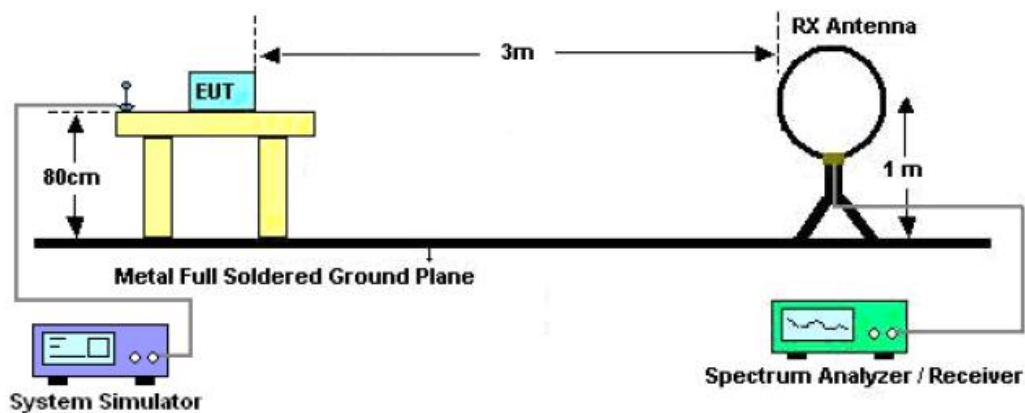 RX Antenna
3m
EUT
80cm
1 m
Metal Full Soldered Ground Plane
System Simulator
Spectrum Analyzer / Receiver